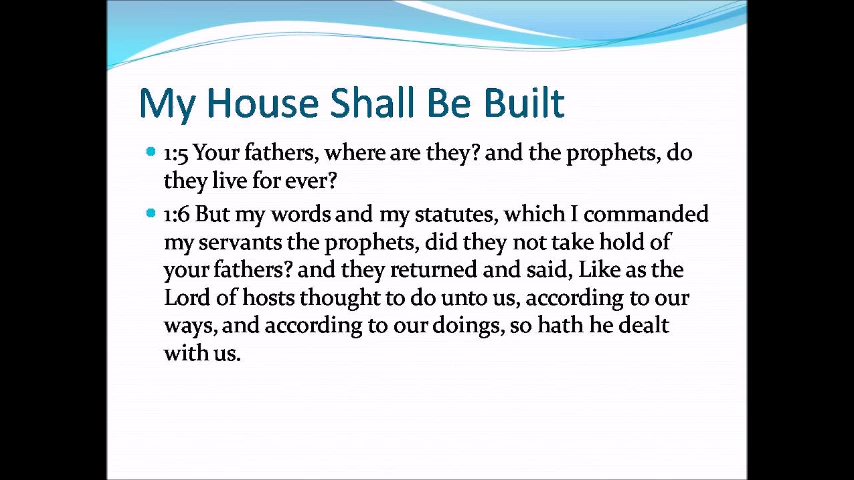 My House Shall Be Built
• 1:5 Your fathers, where are they? and the prophets, do
they live for ever?
• 1:6 But my words and my statutes, which I commanded
my servants the prophets, did they not take hold of
your fathers? and they returned and said, Like as the
Lord of hosts thought to do unto us, according to our
ways, and according to our doings, so hath he dealt
with us.